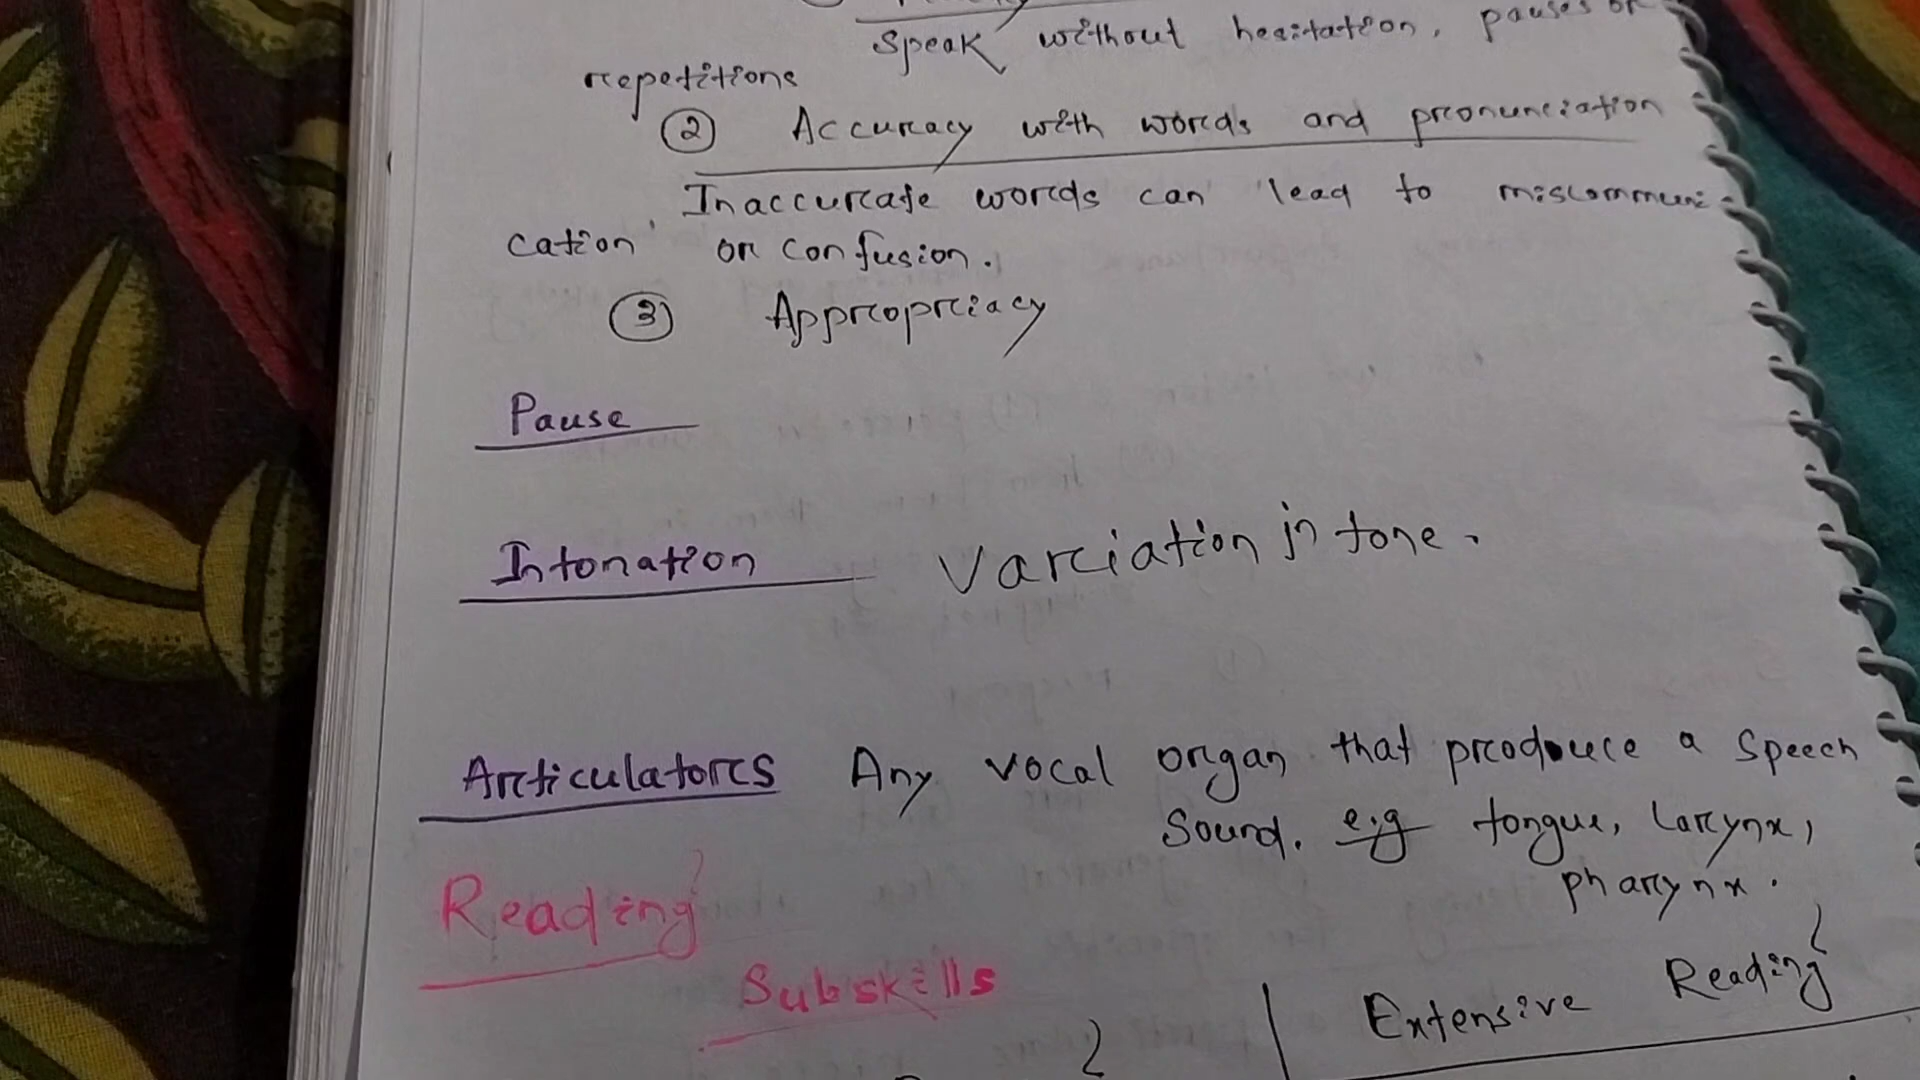 Speak without hesitation, pauses or
repetitions
② Accuracy with words and pronunciation
Inaccurate words can lead to miscommuni-
cation or confusion.
③ Appropriacy
Pause
Intonation Variation in tone.
Articulators Any vocal organ that produce a speech
sound. e.g tongue, larynx,
pharynx.
Reading
Subskills
Extensive Reading